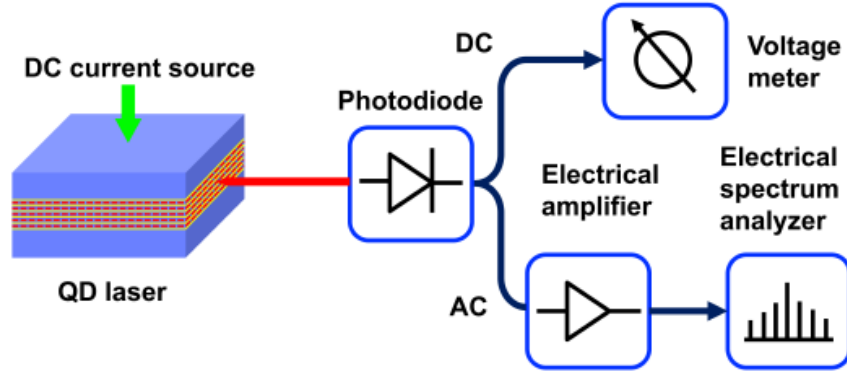 DC current source
QD laser
Photodiode
DC
Voltage
meter
AC
Electrical
amplifier
Electrical
spectrum
analyzer